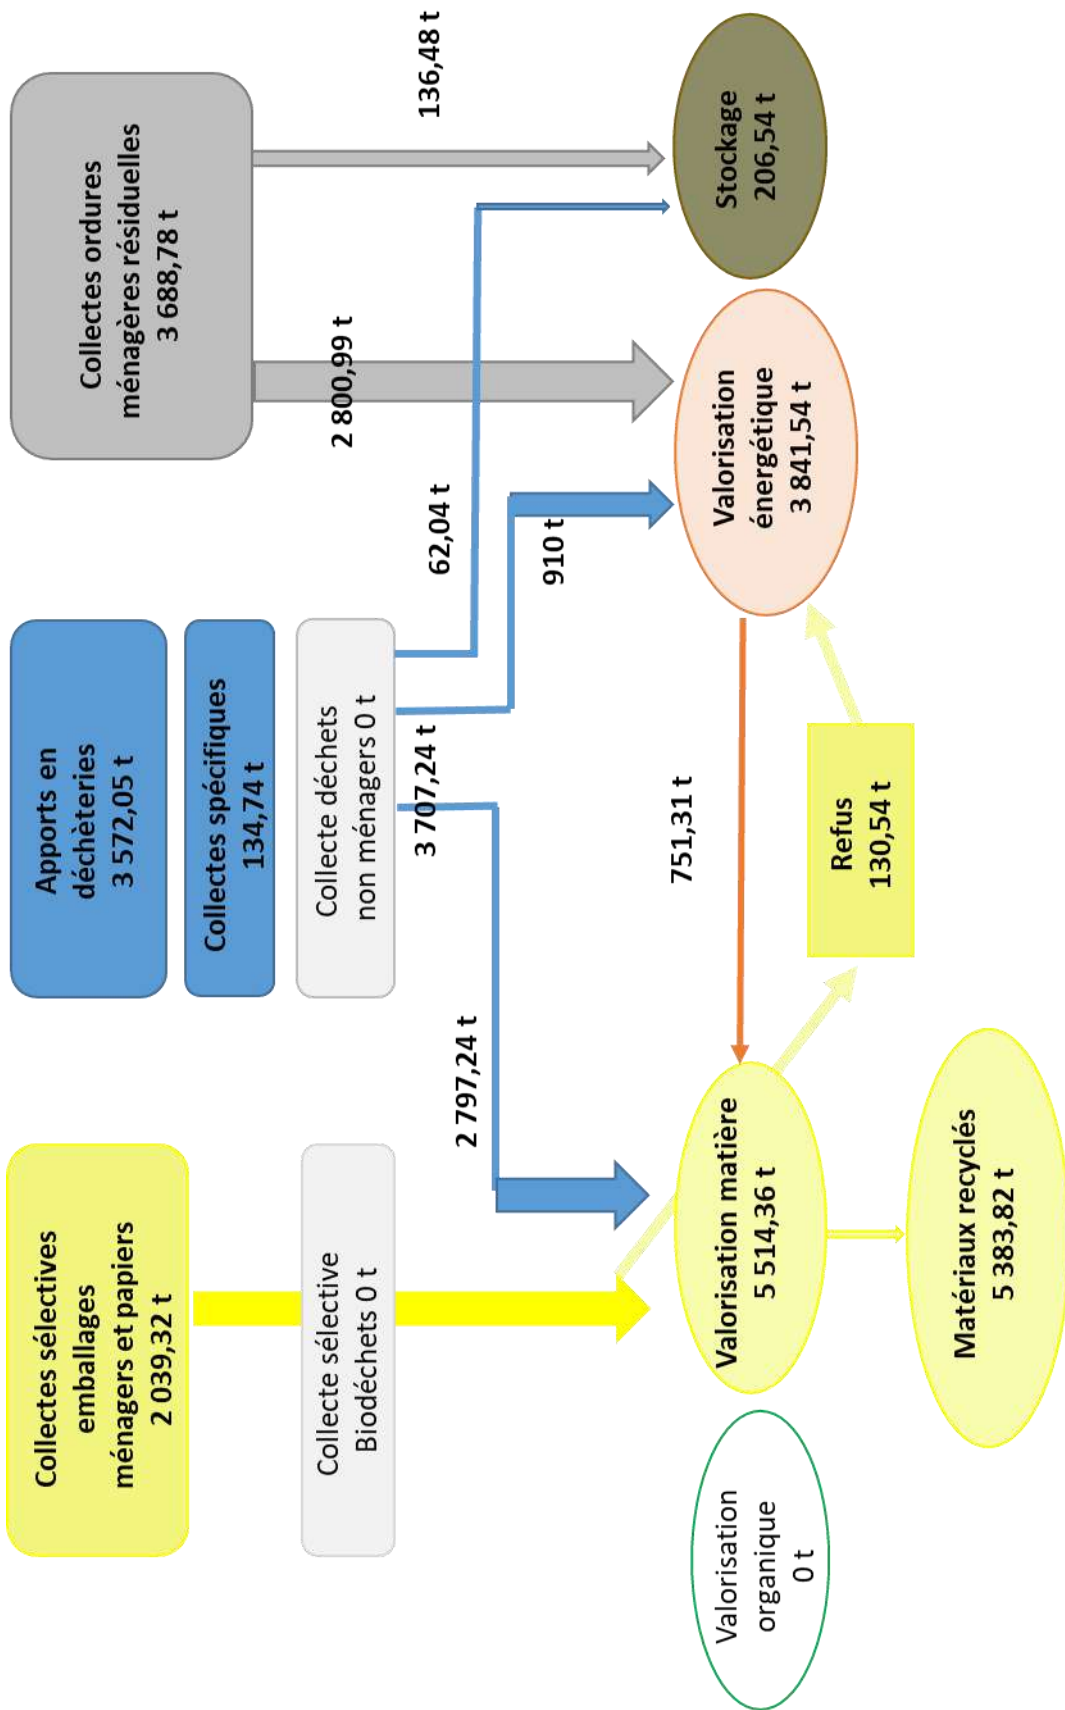 Collectes sélectives
emballages
ménagers et papiers
2 039,32 t
Apports en
déchèteries
3 572,05 t
Collectes ordures
ménagères résiduelles
3 688,78 t
Collectes spécifiques
134,74 t
Collecte sélective
Biodéchets 0 t
Collecte déchets
non ménagers 0 t
2 800,99 t
136,48 t
3 707,24 t
62,04 t
2 797,24 t
910 t
751,31 t
Valorisation
organique
0 t
Valorisation matière
5 514,36 t
Valorisation
énergétique
3 841,54 t
Stockage
206,54 t
Refus
130,54 t
Matériaux recyclés
5 383,82 t